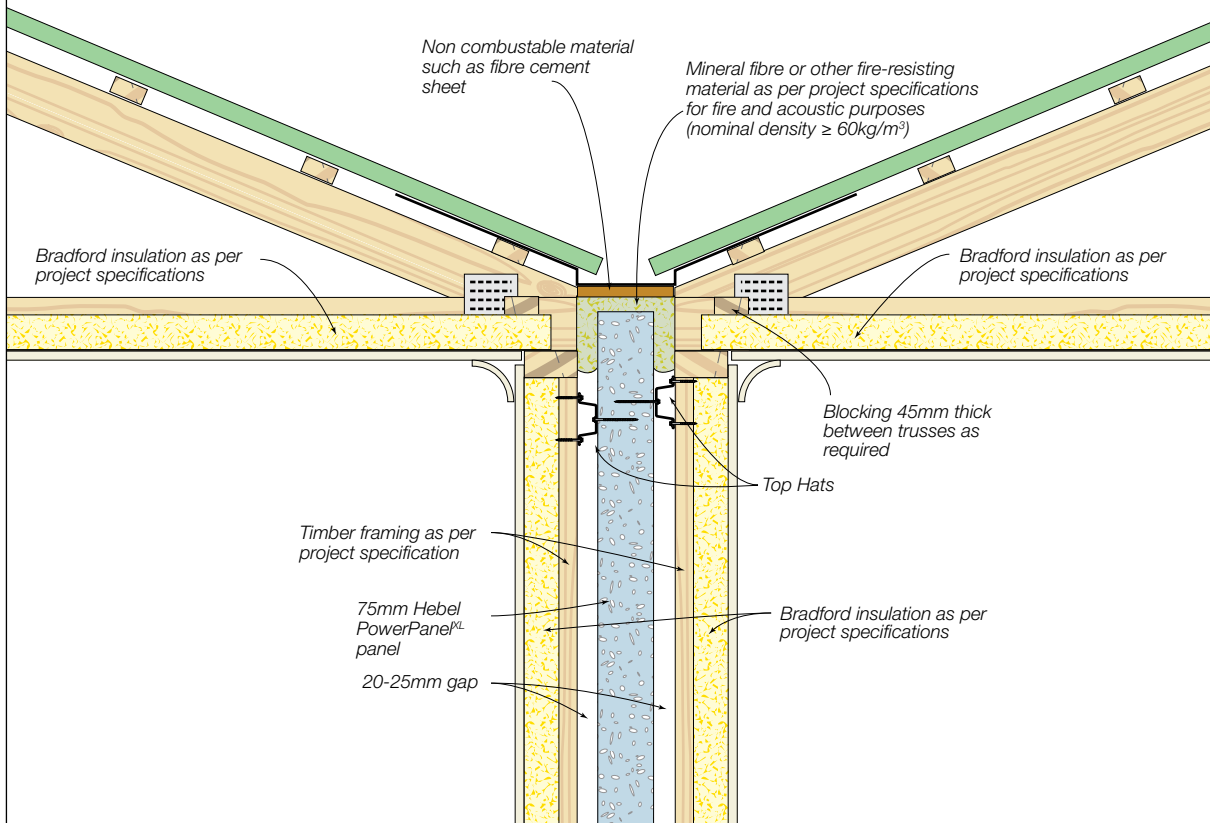 Non combustable material
such as fibre cement
sheet
Mineral fibre or other fire-resisting
material as per project specifications
for fire and acoustic purposes
(nominal density ≥ 60kg/m³)
Bradford insulation as per
project specifications
Bradford insulation as per
project specifications
Blocking 45mm thick
between trusses as
required
Top Hats
Timber framing as per
project specification
75mm Hebel
PowerPanelXL
panel
Bradford insulation as per
project specifications
20-25mm gap